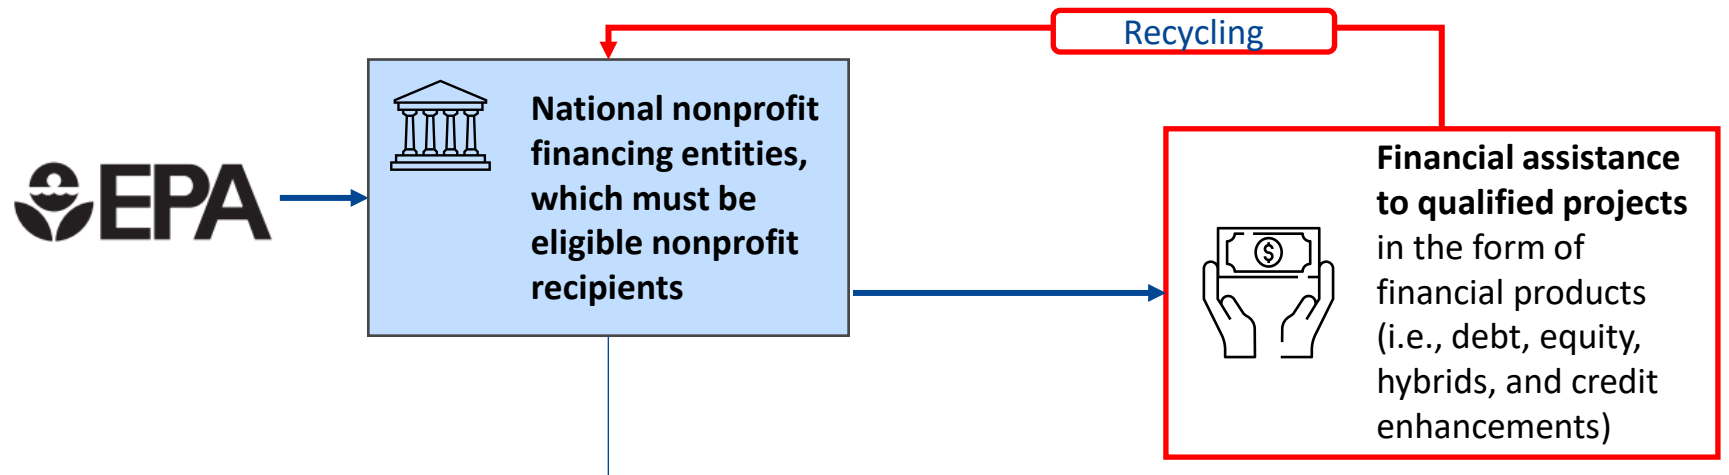 Recycling
National nonprofit
financing entities,
which must be
eligible nonprofit
recipients
EPA
Financial assistance
to qualified projects
in the form of
financial products
(i.e., debt, equity,
hybrids, and credit
enhancements)
$